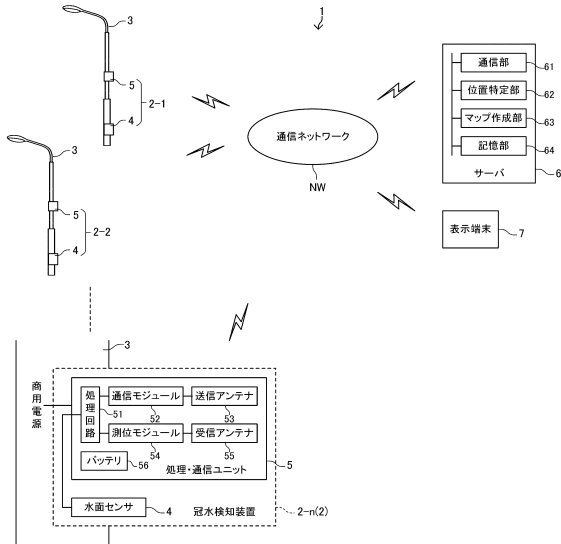 1
3
5
2-1
4
3
5
2-2
4
通信ネットワーク
NW
通信部
61
位置特定部
62
マップ作成部
63
記憶部
64
サーバ
6
表示端末
7
3
商用電源
処理回路
51
通信モジュール
52
送信アンテナ
53
測位モジュール
54
受信アンテナ
55
バッテリ
56
処理・通信ユニット
5
水面センサ
4
冠水検知装置
2-n(2)